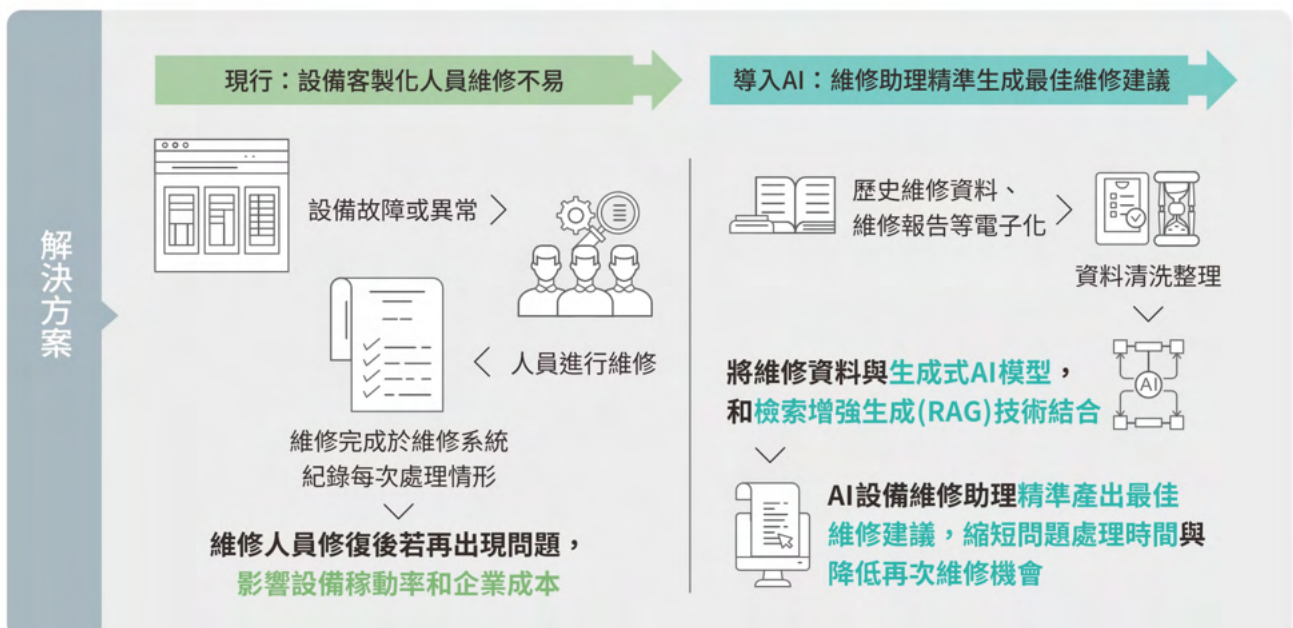 解決方案
現行：設備客製化人員維修不易
設備故障或異常
人員進行維修
維修完成於維修系統
紀錄每次處理情形
維修人員修復後若再出現問題，
影響設備稼動率和企業成本
導入AI：維修助理精準生成最佳維修建議
歷史維修資料、
維修報告等電子化
資料清洗整理
將維修資料與生成式AI模型，
和檢索增強生成(RAG)技術結合
AI
AI設備維修助理精準產出最佳
維修建議，縮短問題處理時間與
降低再次維修機會